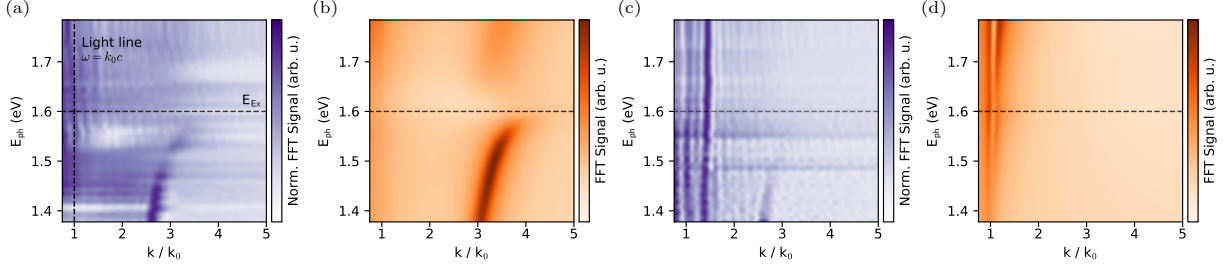 (a)
Light line
ω = k₀c
E_Ex
1.7
1.6
1.5
1.4
E_ph (eV)
1 2 3 4 5
k / k₀
Norm. FFT Signal (arb. u.)
(b)
1.7
1.6
1.5
1.4
E_ph (eV)
1 2 3 4 5
k / k₀
FFT Signal (arb. u.)
(c)
1.7
1.6
1.5
1.4
E_ph (eV)
1 2 3 4 5
k / k₀
Norm. FFT Signal (arb. u.)
(d)
1.7
1.6
1.5
1.4
E_ph (eV)
1 2 3 4 5
k / k₀
FFT Signal (arb. u.)